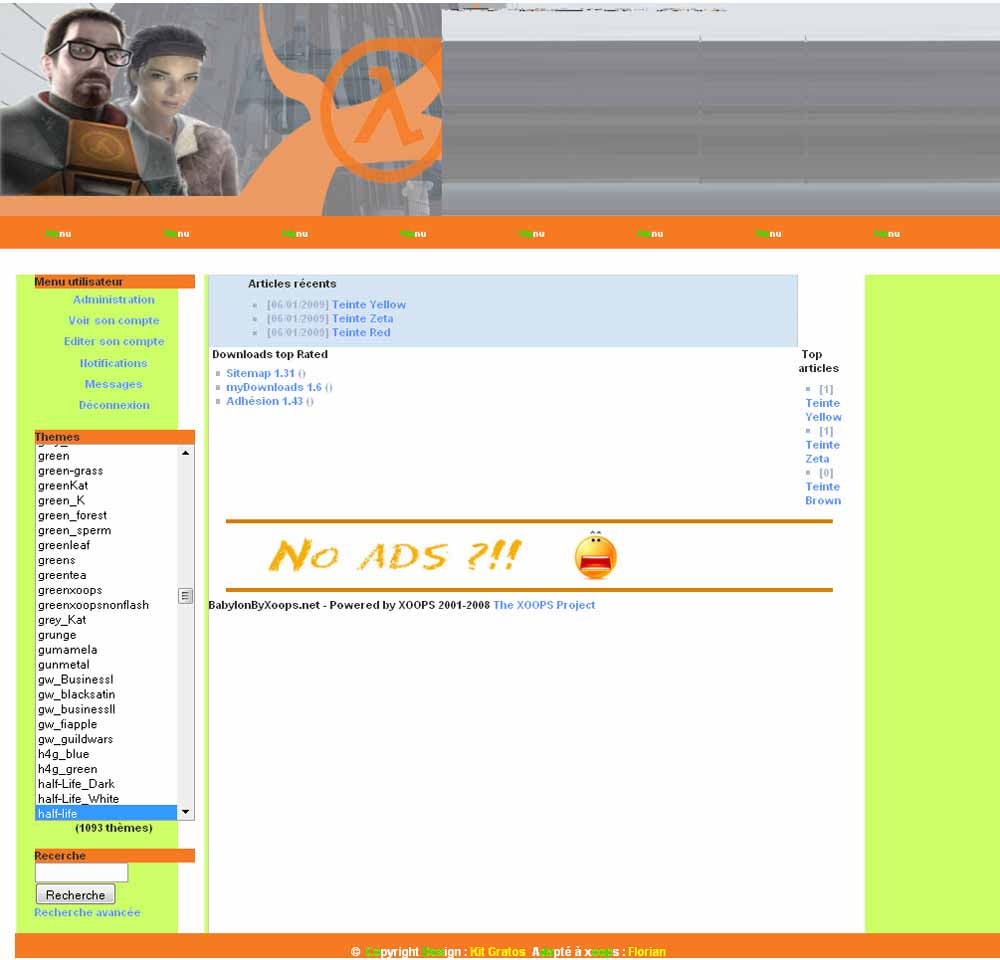 Menu Menu Menu Menu Menu Menu Menu Menu
Menu utilisateur
Administration
Voir son compte
Editer son compte
Notifications
Messages
Déconnexion
Themes
green
green-grass
greenKat
green_K
green_forest
green_sperm
greenleaf
greens
greentea
greenxoops
greenxoopsnonflash
grey_Kat
grunge
gumamela
gunmetal
gw_BusinessI
gw_blacksatin
gw_businessII
gw_fiapple
gw_guildwars
h4g_blue
h4g_green
half-Life_Dark
half-Life_White
half-life
(1093 thèmes)
Recerche
Recherche
Recherche avancée
Articles récents
[06/01/2009] Teinte Yellow
[06/01/2009] Teinte Zeta
[06/01/2009] Teinte Red
Downloads top Rated
Sitemap 1.31 ()
myDownloads 1.6 ()
Adhésion 1.43 ()
Top
articles
[1]
Teinte
Yellow
[1]
Teinte
Zeta
[0]
Teinte
Brown
No ADS ?!!
BabylonByXoops.net - Powered by XOOPS 2001-2008 The XOOPS Project
© Copyright Design : Kit Gratos Adapté à xoops : Florian